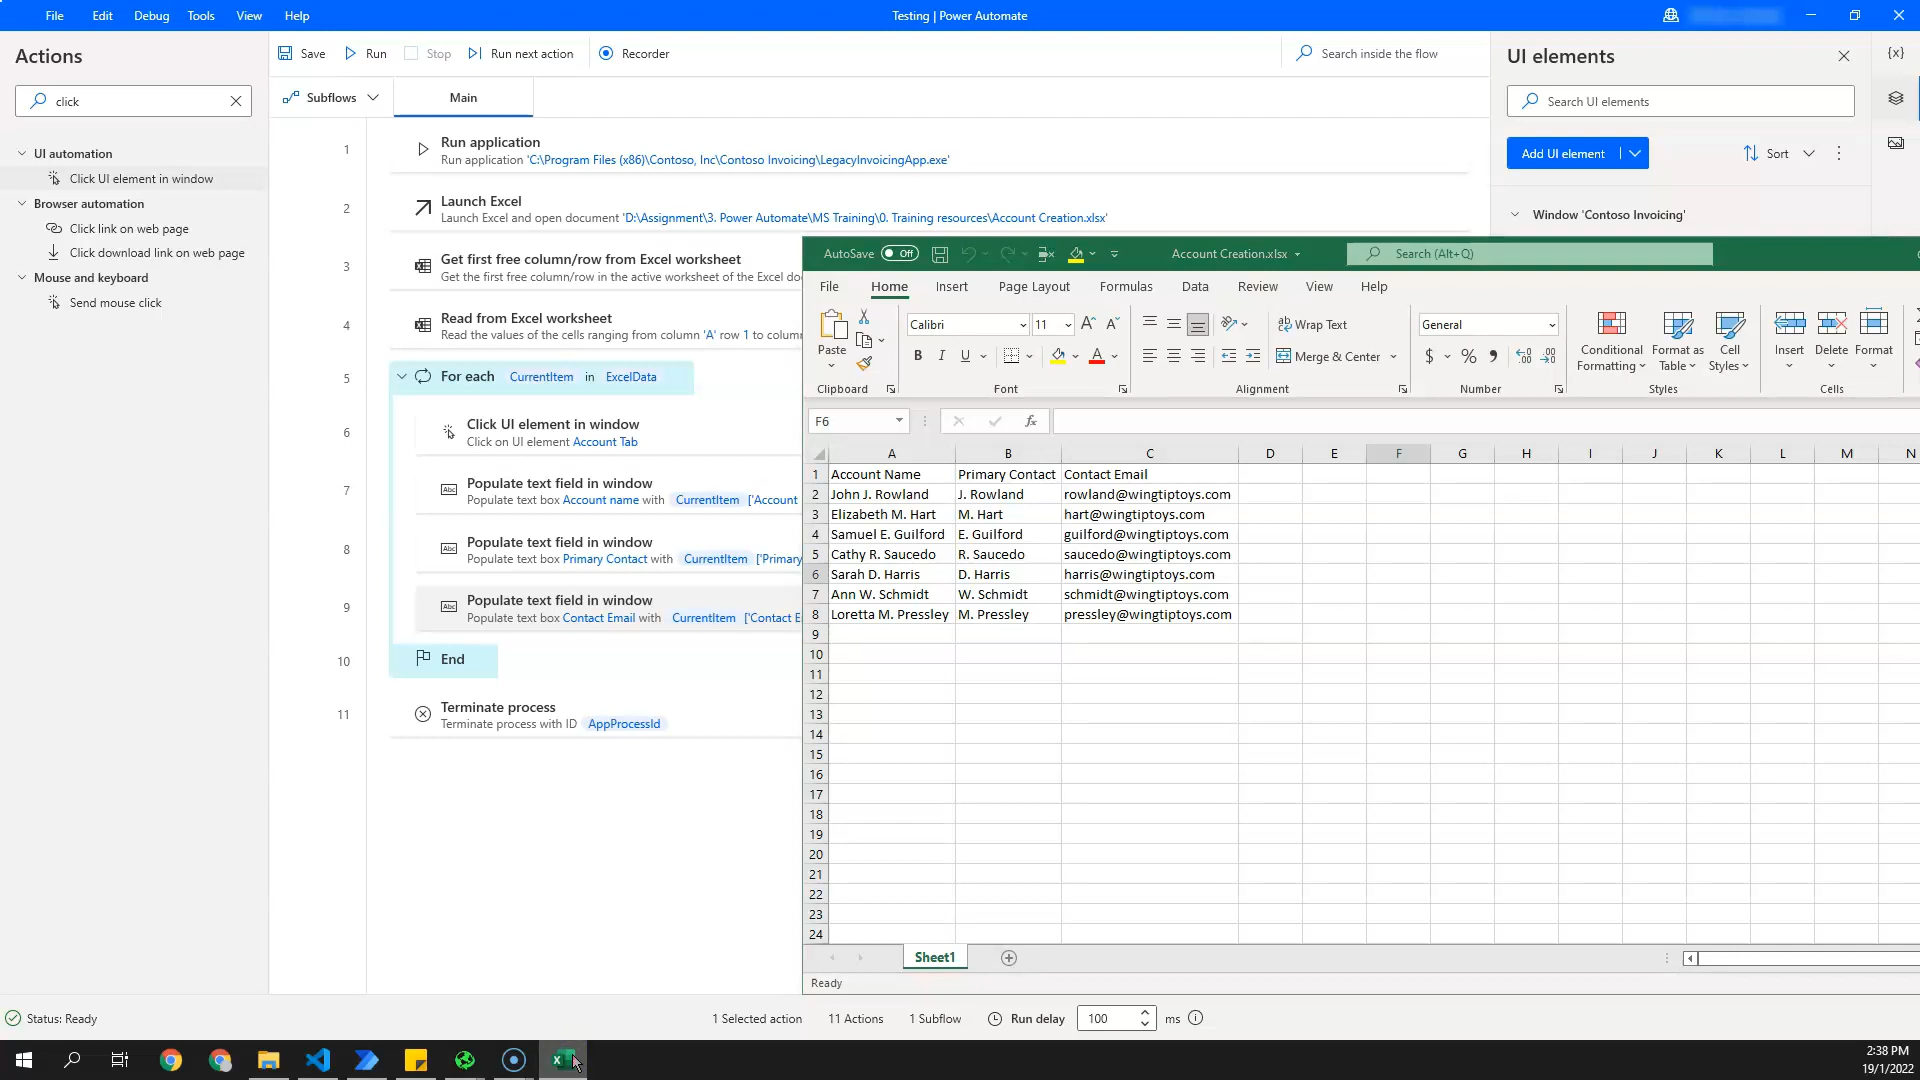 File Edit Debug Tools View Help
Testing | Power Automate
Actions
click
UI automation
Click UI element in window
Browser automation
Click link on web page
Click download link on web page
Mouse and keyboard
Send mouse click
Save Run Stop Run next action Recorder
Search inside the flow
Subflows Main
1 Run application
Run application 'C:\Program Files (x86)\Contoso, Inc\Contoso Invoicing\LegacyInvoicingApp.exe'
2 Launch Excel
Launch Excel and open document 'D:\Assignment\3. Power Automate\MS Training\0. Training resources\Account Creation.xlsx'
3 Get first free column/row from Excel worksheet
Get the first free column/row in the active worksheet of the Excel do
4 Read from Excel worksheet
Read the values of the cells ranging from column 'A' row 1 to colum
5 For each CurrentItem in ExcelData
6 Click UI element in window
Click on UI element Account Tab
7 Populate text field in window
Populate text box Account name with CurrentItem ['Account
8 Populate text field in window
Populate text box Primary Contact with CurrentItem ['Primary
9 Populate text field in window
Populate text box Contact Email with CurrentItem ['Contact E
10 End
11 Terminate process
Terminate process with ID AppProcessId
UI elements
Search UI elements
Add UI element Sort
Window 'Contoso Invoicing'
{x}
AutoSave Off
Account Creation.xlsx
Search (Alt+Q)
File Home Insert Page Layout Formulas Data Review View Help
Paste
Calibri 11
B I U
Wrap Text
Merge & Center
General
$ % 9
Conditional Formatting
Format as Table
Cell Styles
Insert Delete Format
Clipboard Font Alignment Number Styles Cells
F6 fx
A B C D E F G H I J K L M N
1 Account Name Primary Contact Contact Email
2 John J. Rowland J. Rowland rowland@wingtiptoys.com
3 Elizabeth M. Hart M. Hart hart@wingtiptoys.com
4 Samuel E. Guilford E. Guilford guilford@wingtiptoys.com
5 Cathy R. Saucedo R. Saucedo saucedo@wingtiptoys.com
6 Sarah D. Harris D. Harris harris@wingtiptoys.com
7 Ann W. Schmidt W. Schmidt schmidt@wingtiptoys.com
8 Loretta M. Pressley M. Pressley pressley@wingtiptoys.com
9
10
11
12
13
14
15
16
17
18
19
20
21
22
23
24
Sheet1
Ready
Status: Ready
1 Selected action 11 Actions 1 Subflow Run delay 100 ms
2:38 PM
19/1/2022